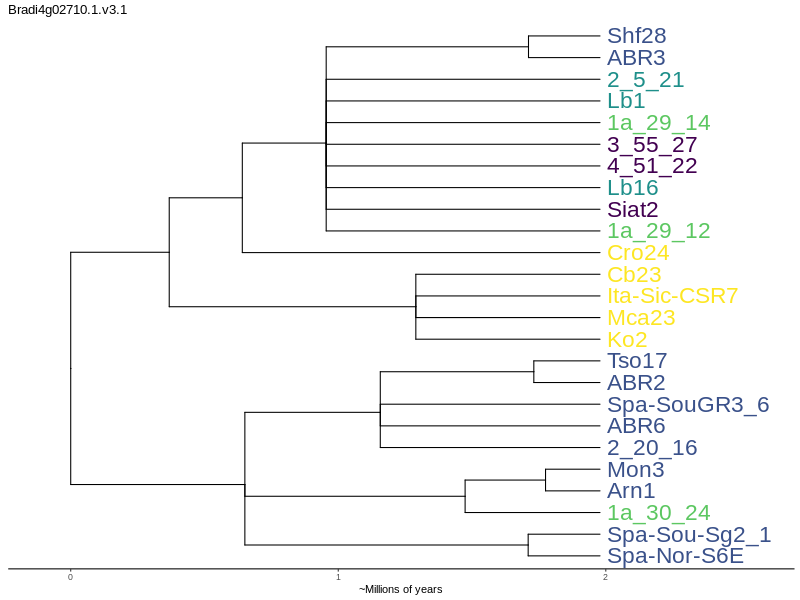 Bradi4g02710.1.v3.1
Shf28
ABR3
2_5_21
Lb1
1a_29_14
3_55_27
4_51_22
Lb16
Siat2
1a_29_12
Cro24
Cb23
Ita-Sic-CSR7
Mca23
Ko2
Tso17
ABR2
Spa-SouGR3_6
ABR6
2_20_16
Mon3
Arn1
1a_30_24
Spa-Sou-Sg2_1
Spa-Nor-S6E
0 1 2
~Millions of years